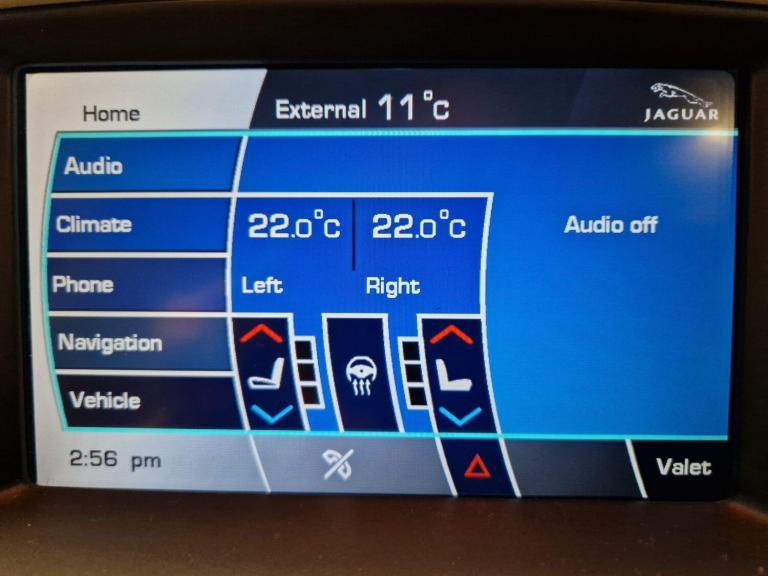 Home
External 11°C
JAGUAR
Audio
Climate
22.0°C
22.0°C
Audio off
Phone
Left
Right
Navigation
Vehicle
2:56 pm
Valet